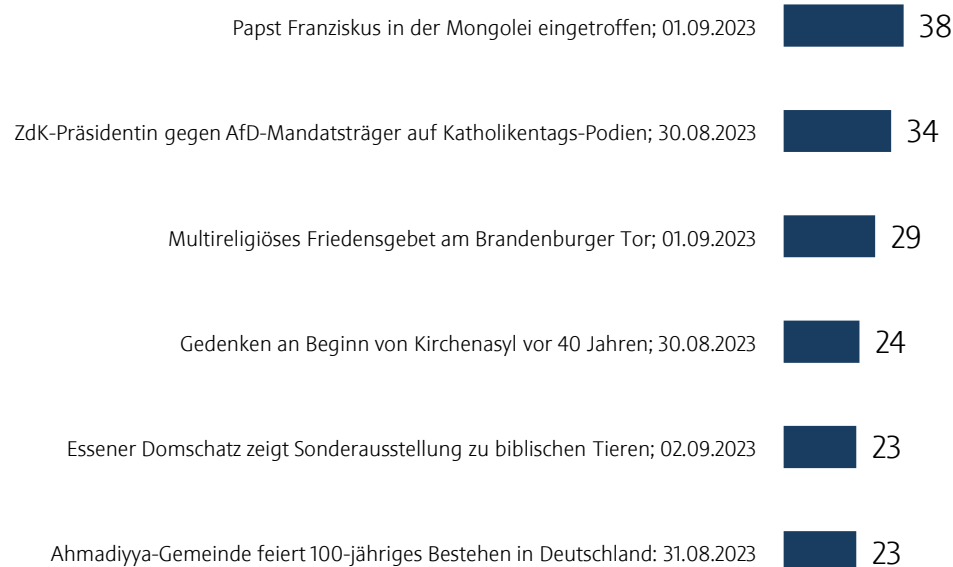 Papst Franziskus in der Mongolei eingetroffen; 01.09.2023 38
ZdK-Präsidentin gegen AfD-Mandatsträger auf Katholikentags-Podien; 30.08.2023 34
Multireligiöses Friedensgebet am Brandenburger Tor; 01.09.2023 29
Gedenken an Beginn von Kirchenasyl vor 40 Jahren; 30.08.2023 24
Essener Domschatz zeigt Sonderausstellung zu biblischen Tieren; 02.09.2023 23
Ahmadiyya-Gemeinde feiert 100-jähriges Bestehen in Deutschland: 31.08.2023 23